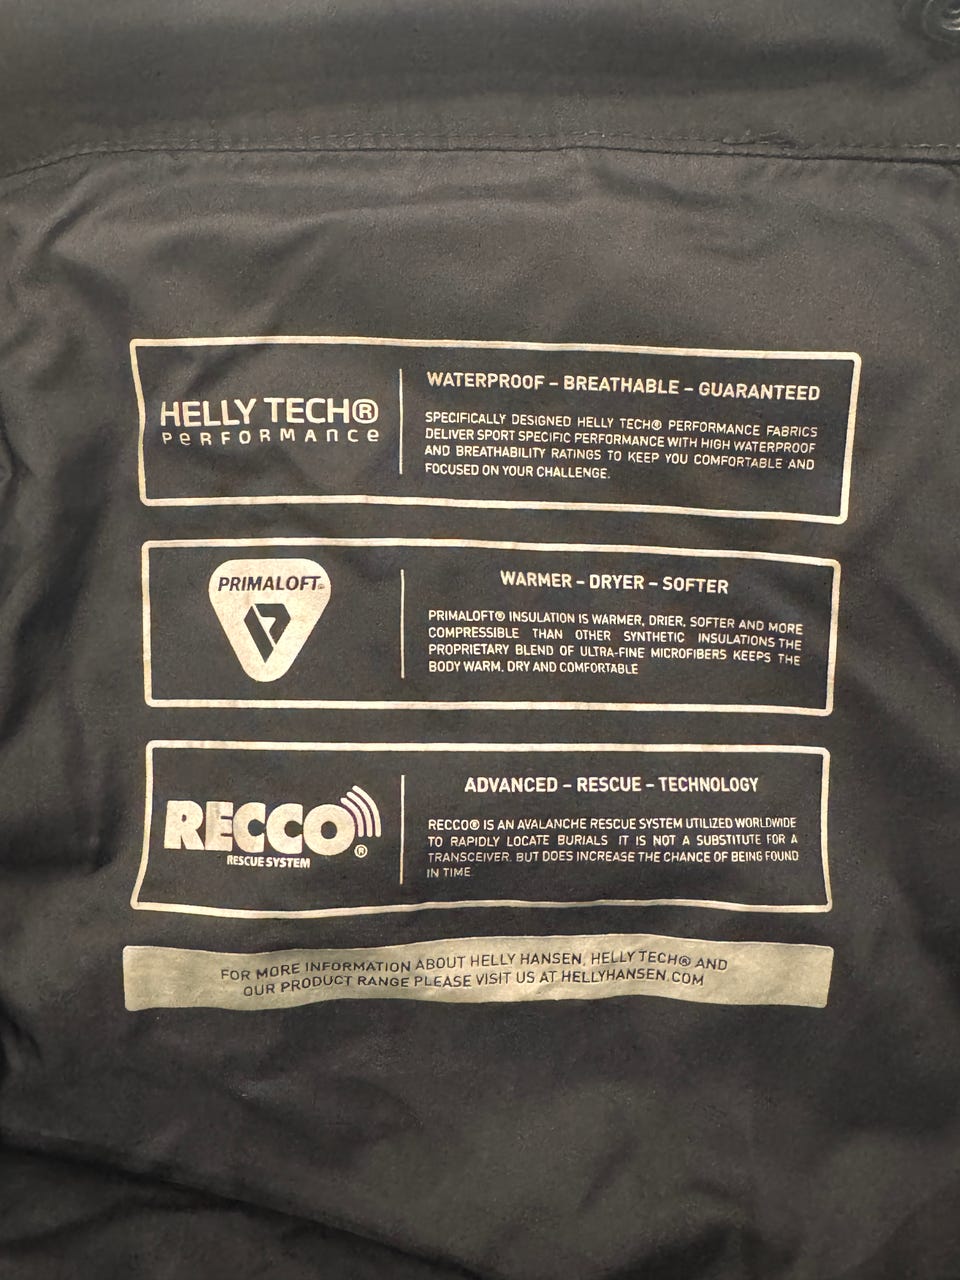 HELLY TECH®
PERFORMANCE
WATERPROOF – BREATHABLE – GUARANTEED
SPECIFICALLY DESIGNED HELLY TECH® PERFORMANCE FABRICS
DELIVER SPORT SPECIFIC PERFORMANCE WITH HIGH WATERPROOF
AND BREATHABILITY RATINGS TO KEEP YOU COMFORTABLE AND
FOCUSED ON YOUR CHALLENGE.
PRIMALOFT®
WARMER – DRYER – SOFTER
PRIMALOFT® INSULATION IS WARMER, DRIER, SOFTER AND MORE
COMPRESSIBLE THAN OTHER SYNTHETIC INSULATIONS THE
PROPRIETARY BLEND OF ULTRA-FINE MICROFIBERS KEEPS THE
BODY WARM, DRY AND COMFORTABLE
RECCO®
RESCUE SYSTEM
ADVANCED – RESCUE – TECHNOLOGY
RECCO® IS AN AVALANCHE RESCUE SYSTEM UTILIZED WORLDWIDE
TO RAPIDLY LOCATE BURIALS IT IS NOT A SUBSTITUTE FOR A
TRANSCEIVER. BUT DOES INCREASE THE CHANCE OF BEING FOUND
IN TIME
FOR MORE INFORMATION ABOUT HELLY HANSEN, HELLY TECH® AND
OUR PRODUCT RANGE PLEASE VISIT US AT HELLYHANSEN.COM